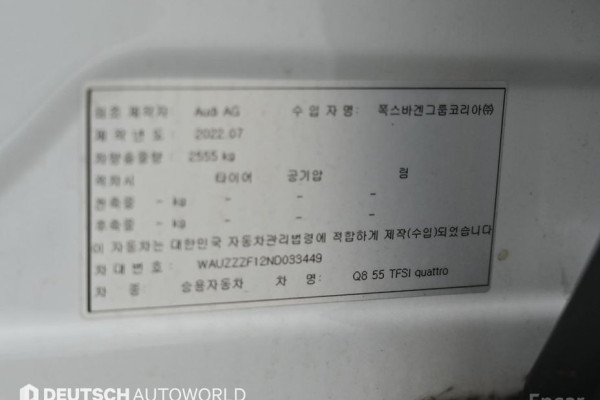 최초 제작자: Audi AG 수 입 자 명: 폭스바겐그룹코리아㈜
제 작 년 도: 2022.07
차량총중량: 2555 kg
적차시 타이어 공기압 림
전축중 - kg - - -
후축중 - kg - - -
이 자동차는 대한민국 자동차관리법령에 적합하게 제작(수입)되었습니다
차 대 번 호: WAUZZZF12ND033449
차 종: 승용자동차 차 명: Q8 55 TFSI quattro
DEUTSCH AUTOWORLD
Encar